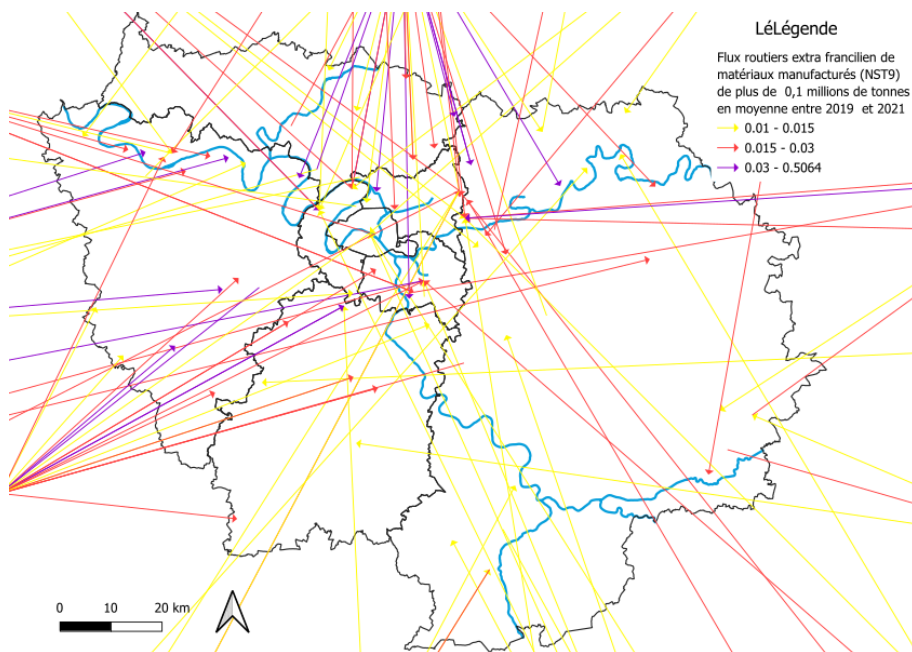 LéLégende
Flux routiers extra francilien de
matériaux manufacturés (NST9)
de plus de 0,1 millions de tonnes
en moyenne entre 2019 et 2021
0.01 - 0.015
0.015 - 0.03
0.03 - 0.5064
0 10 20 km